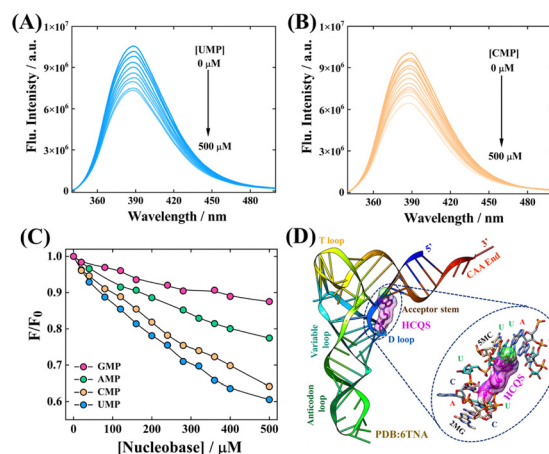 (A)
1×10⁷
9×10⁶
6×10⁶
3×10⁶
0
Flu. Intenisty / a.u.
[UMP]
0 μM
500 μM
350 400 450
Wavelength / nm
(B)
1×10⁷
9×10⁶
6×10⁶
3×10⁶
0
Flu. Intenisty / a.u.
[CMP]
0 μM
500 μM
360 390 420 450 480
Wavelength / nm
(C)
1.0
0.9
0.8
0.7
0.6
F/F₀
GMP
AMP
CMP
UMP
0 100 200 300 400 500
[Nucleobase] / μM
(D)
T loop
5'
3'
CAA End
Acceptor stem
HCQS
D loop
Variable
loop
Anticodon
loop
PDB:6TNA
5MC
U
U
A
U
A
U
C
HCQS
A
U
2MG
C